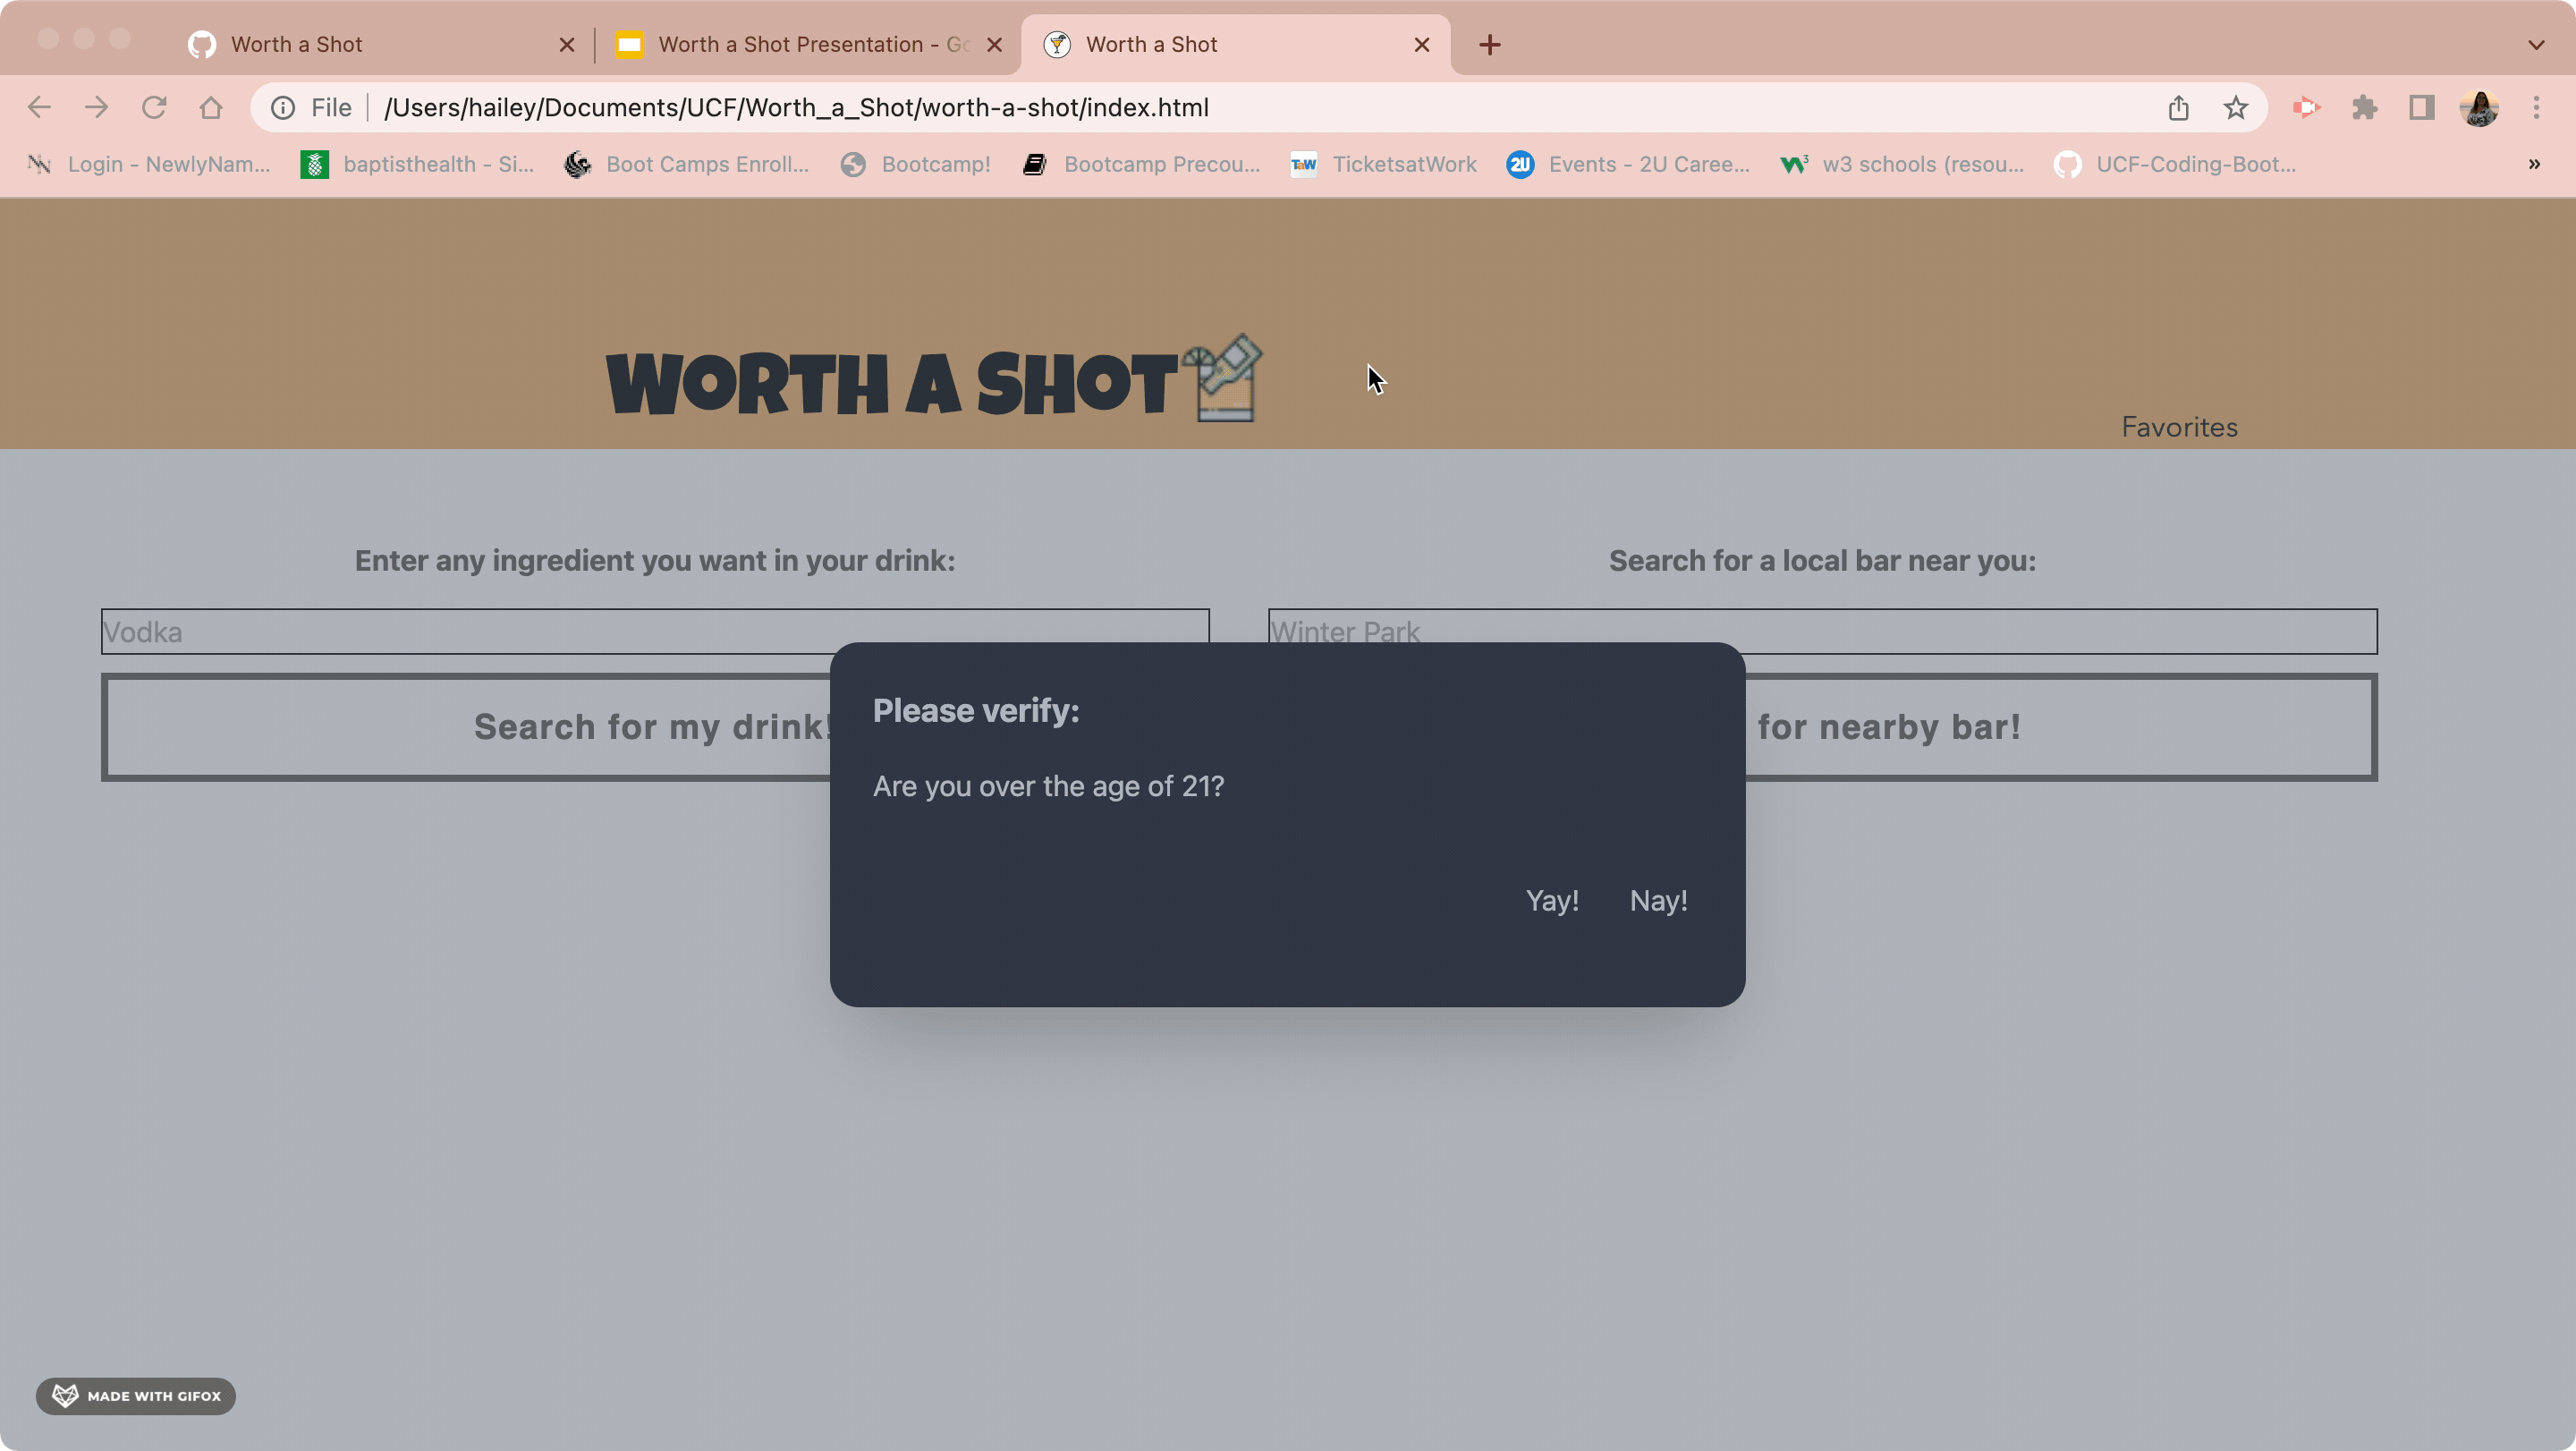 Worth a Shot
Worth a Shot Presentation - Go
Worth a Shot
File
/Users/hailey/Documents/UCF/Worth_a_Shot/worth-a-shot/index.html
Login - NewlyNam...
baptisthealth - Si...
Boot Camps Enroll...
Bootcamp!
Bootcamp Precou...
TaW
TicketsatWork
2U
Events - 2U Caree...
w3 schools (resou...
UCF-Coding-Boot...
»
WORTH A SHOT
Favorites
Enter any ingredient you want in your drink:
Search for a local bar near you:
Vodka
Winter Park
Search for my drink!
for nearby bar!
Please verify:
Are you over the age of 21?
Yay!
Nay!
MADE WITH GIFOX